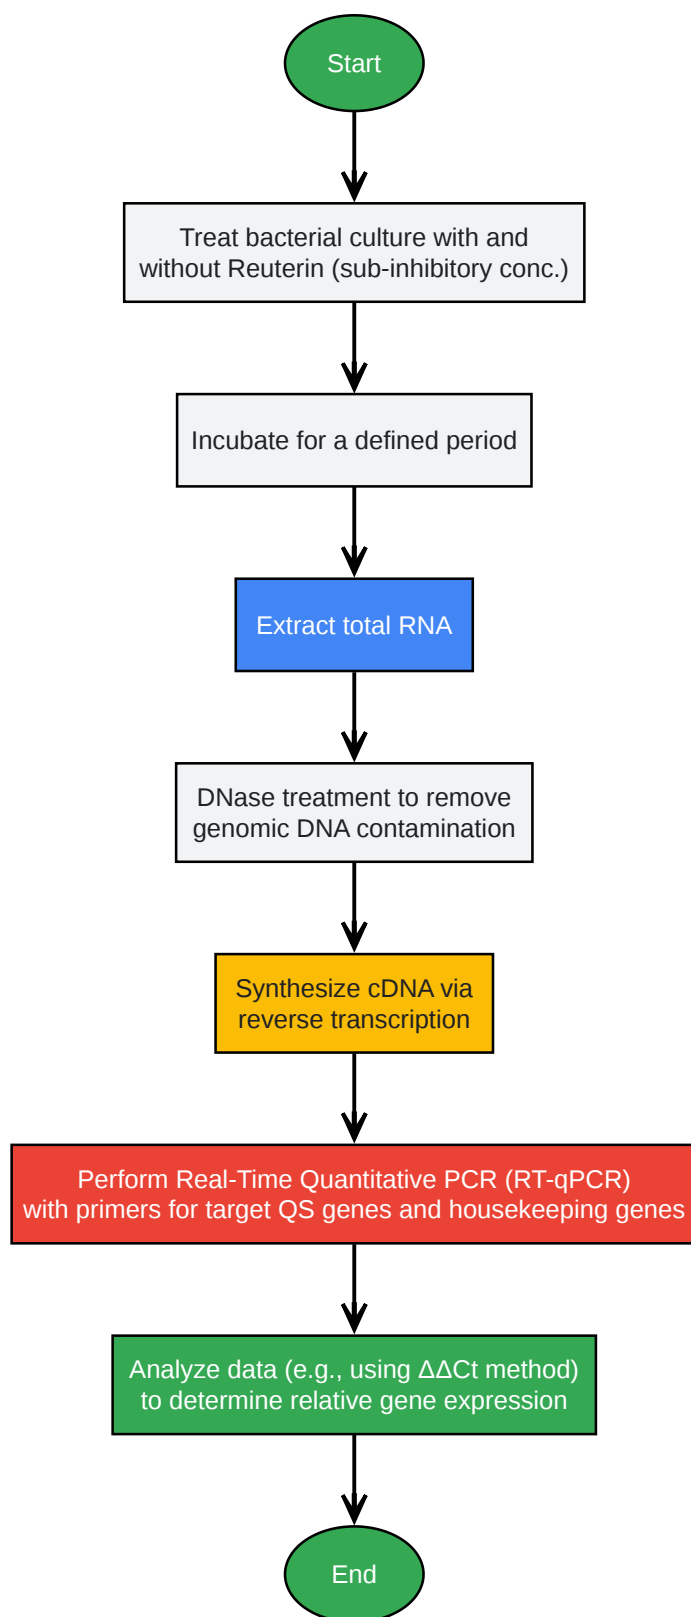 Start
Treat bacterial culture with and
without Reuterin (sub-inhibitory conc.)
Incubate for a defined period
Extract total RNA
DNase treatment to remove
genomic DNA contamination
Synthesize cDNA via
reverse transcription
Perform Real-Time Quantitative PCR (RT-qPCR)
with primers for target QS genes and housekeeping genes
Analyze data (e.g., using ΔΔCt method)
to determine relative gene expression
End